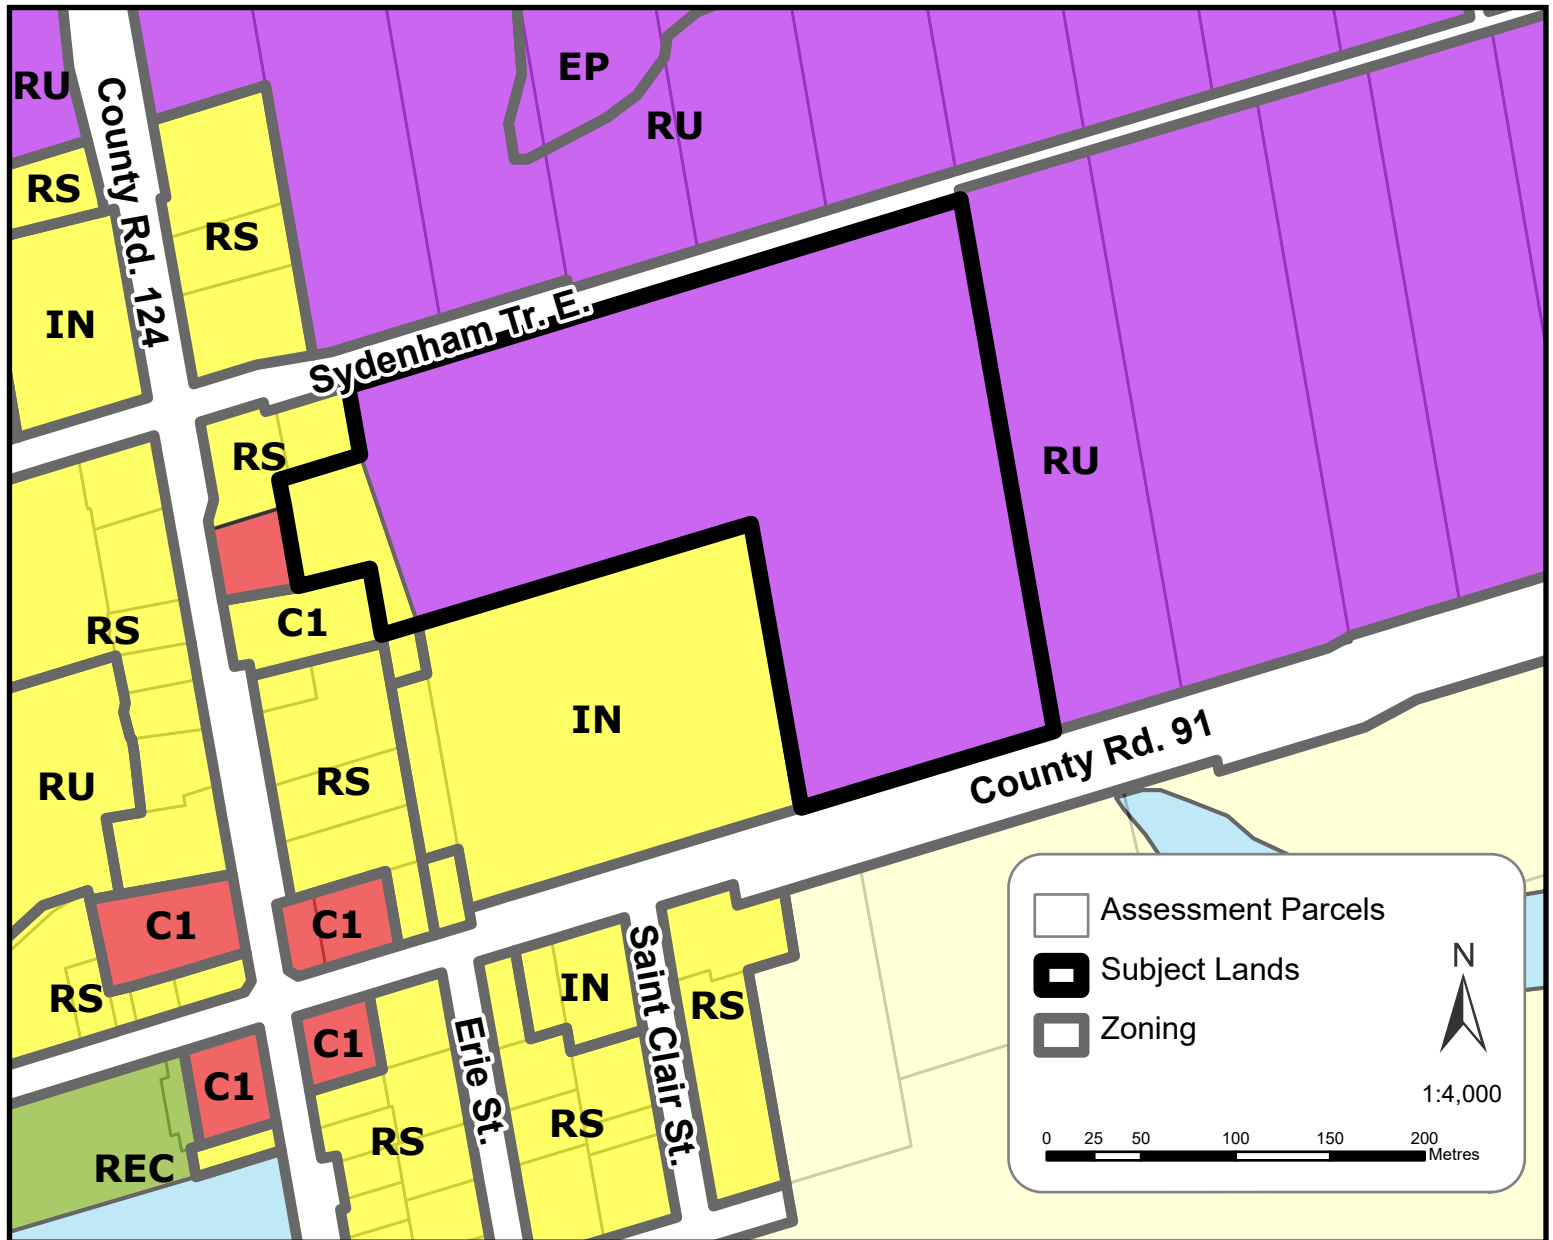 EP
RU
RU
County Rd. 124
RS
RS
IN
Sydenham Tr. E.
RS
RU
C1
RS
IN
County Rd. 91
RS
RU
C1
C1
Saint Clair St.
IN
RS
RS
C1
Erie St.
C1
RS
RS
REC
Assessment Parcels
Subject Lands
Zoning
N
1:4,000
0 25 50 100 150 200
Metres